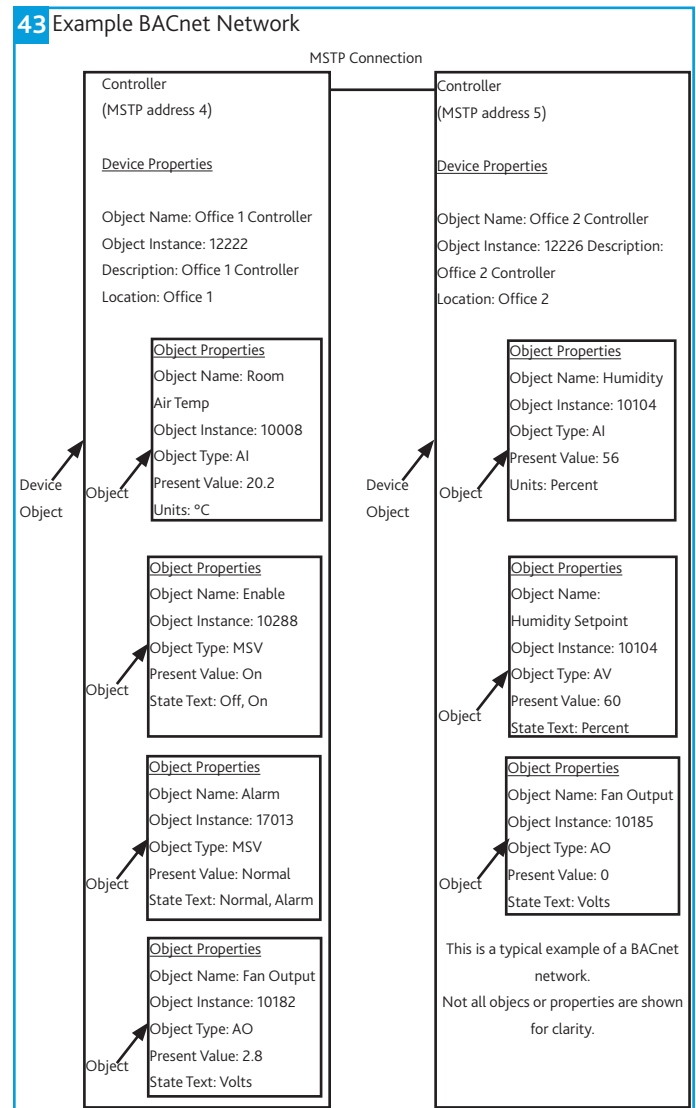 43 Example BACnet Network
MSTP Connection
Controller
(MSTP address 4)
Device Properties
Object Name: Office 1 Controller
Object Instance: 12222
Description: Office 1 Controller
Location: Office 1
Object Properties
Object Name: Room
Air Temp
Object Instance: 10008
Object Type: AI
Present Value: 20.2
Units: ºC
Device
Object
Object
Object Properties
Object Name: Enable
Object Instance: 10288
Object Type: MSV
Present Value: On
State Text: Off, On
Object
Object Properties
Object Name: Alarm
Object Instance: 17013
Object Type: MSV
Present Value: Normal
State Text: Normal, Alarm
Object
Object Properties
Object Name: Fan Output
Object Instance: 10182
Object Type: AO
Present Value: 2.8
State Text: Volts
Object
Controller
(MSTP address 5)
Device Properties
Object Name: Office 2 Controller
Object Instance: 12226 Description:
Office 2 Controller
Location: Office 2
Object Properties
Object Name: Humidity
Object Instance: 10104
Object Type: AI
Present Value: 56
Units: Percent
Device
Object
Object
Object Properties
Object Name:
Humidity Setpoint
Object Instance: 10104
Object Type: AV
Present Value: 60
State Text: Percent
Object
Object Properties
Object Name: Fan Output
Object Instance: 10185
Object Type: AO
Present Value: 0
State Text: Volts
Object
This is a typical example of a BACnet
network.
Not all objecs or properties are shown
for clarity.